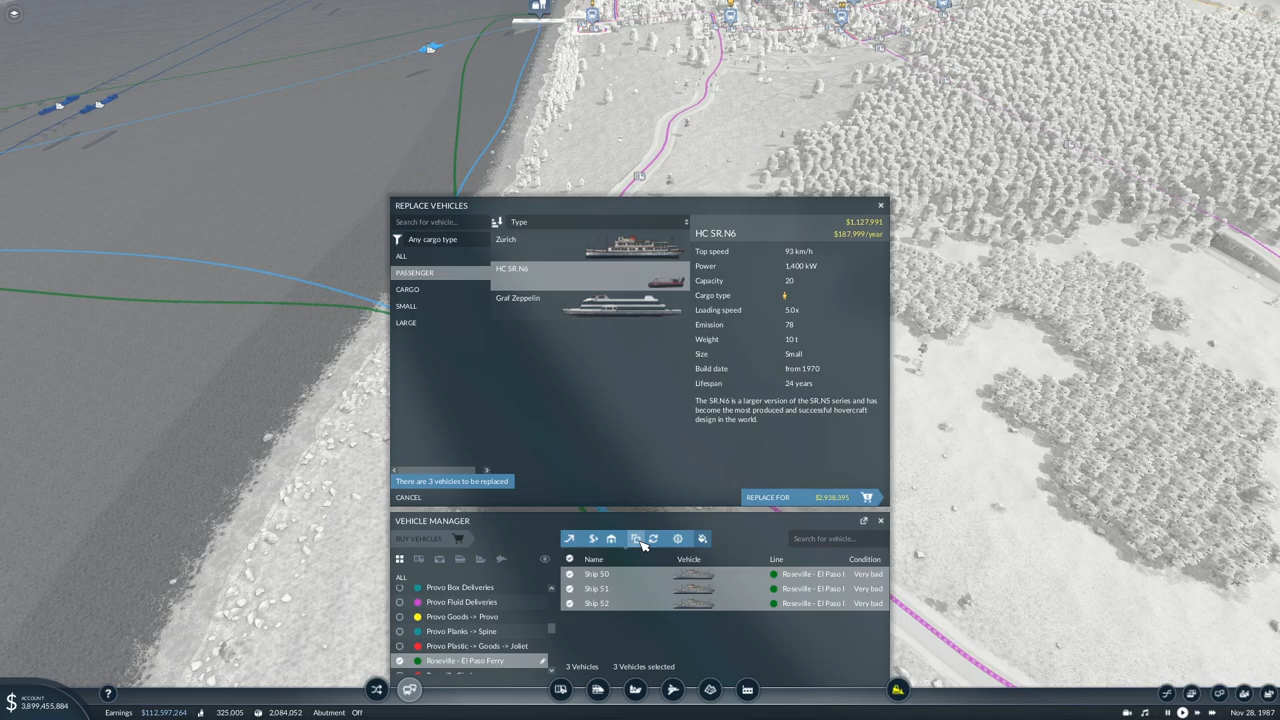 REPLACE VEHICLES
Search for vehicle...
Type
Any cargo type
ALL
PASSENGER
CARGO
SMALL
LARGE
Zurich
HC SR.N6
Graf Zeppelin
$1,127,991
HC SR.N6
$187,999/year
Top speed 93 km/h
Power 1,400 kW
Capacity 20
Cargo type
Loading speed 5.0x
Emission 78
Weight 10 t
Size Small
Build date from 1970
Lifespan 24 years
The SR.N6 is a larger version of the SR.N5 series and has
become the most produced and successful hovercraft
design in the world.
There are 3 vehicles to be replaced
CANCEL
REPLACE FOR $2,938,395
VEHICLE MANAGER
BUY VEHICLES
Search for vehicle...
Name Vehicle Line Condition
ALL
Provo Box Deliveries
Provo Fluid Deliveries
Provo Goods -> Provo
Provo Planks -> Spine
Provo Plastic -> Goods -> Joliet
Roseville - El Paso Ferry
Ship 50 Roseville - El Paso I Very bad
Ship 51 Roseville - El Paso I Very bad
Ship 52 Roseville - El Paso I Very bad
3 Vehicles 3 Vehicles selected
$ ACCOUNT
3,899,455,884
?
Earnings $112,597,264 325,005 2,084,052 Abutment Off
Nov 28, 1987